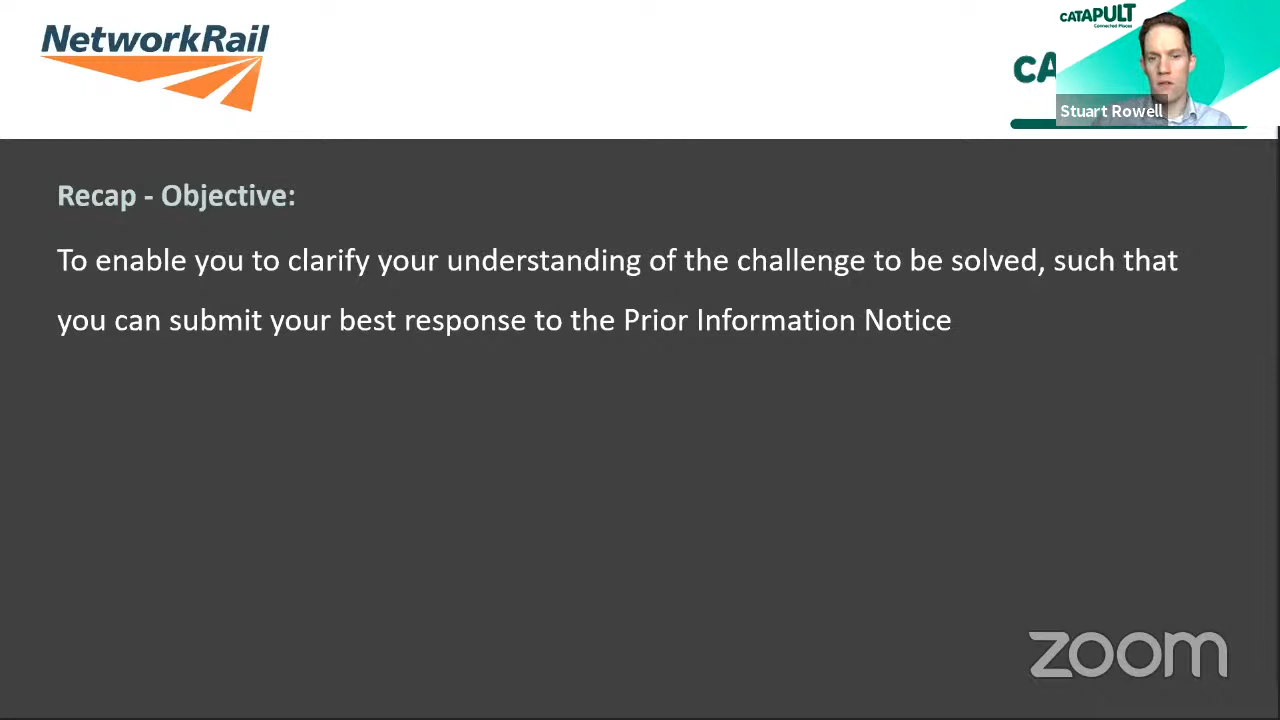 NetworkRail
CATAPULT
Connected Places
CA
Stuart Rowell
Recap - Objective:
To enable you to clarify your understanding of the challenge to be solved, such that
you can submit your best response to the Prior Information Notice
zoom